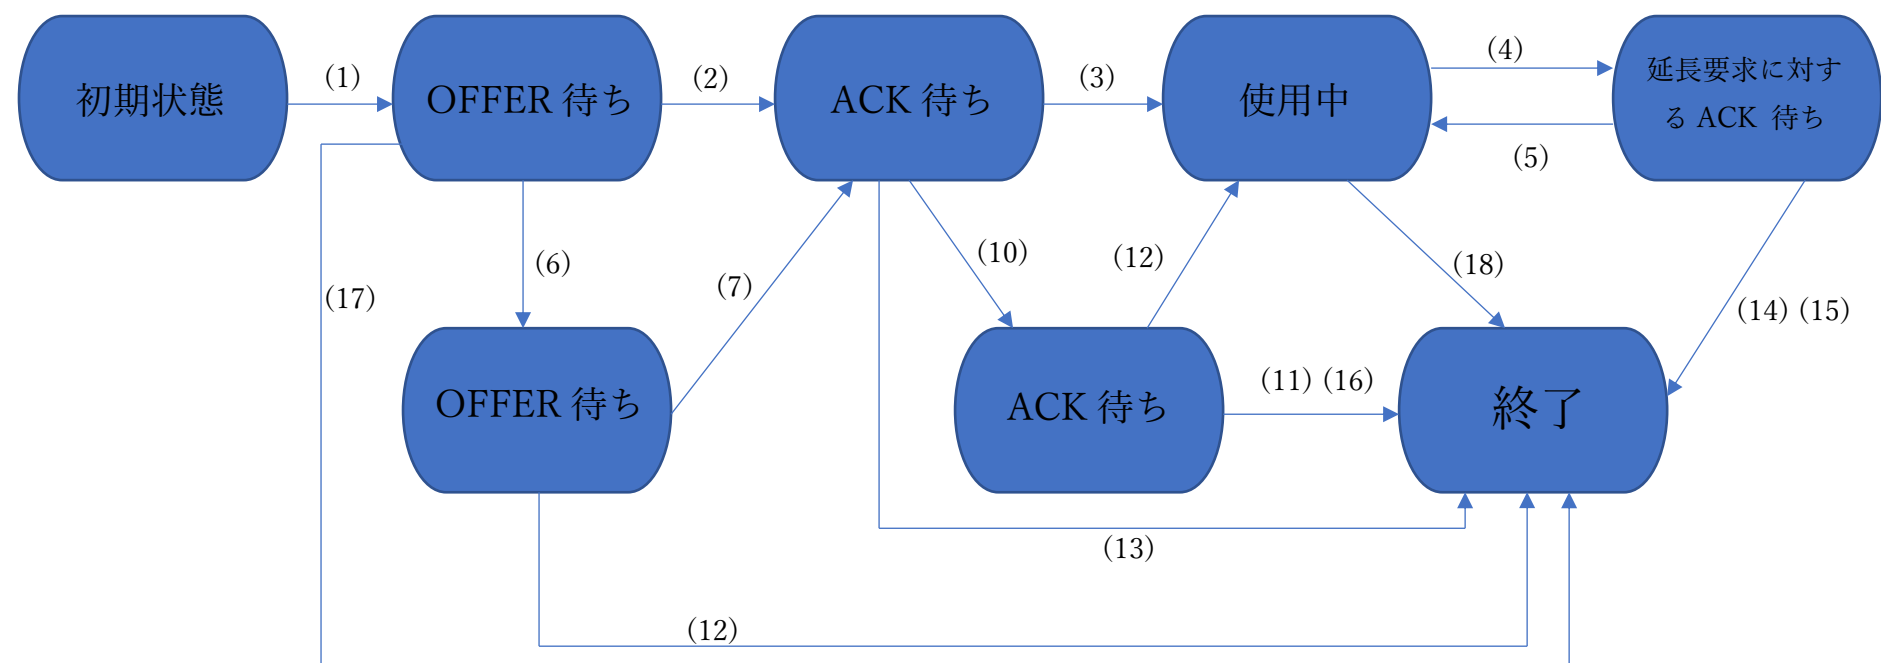 初期状態
(1)
OFFER 待ち
(2)
ACK 待ち
(3)
使用中
(4)
(5)
延長要求に対す
る ACK 待ち
(17)
(6)
(7)
(10)
(12)
(18)
(14) (15)
OFFER 待ち
ACK 待ち
(11) (16)
終了
(13)
(12)